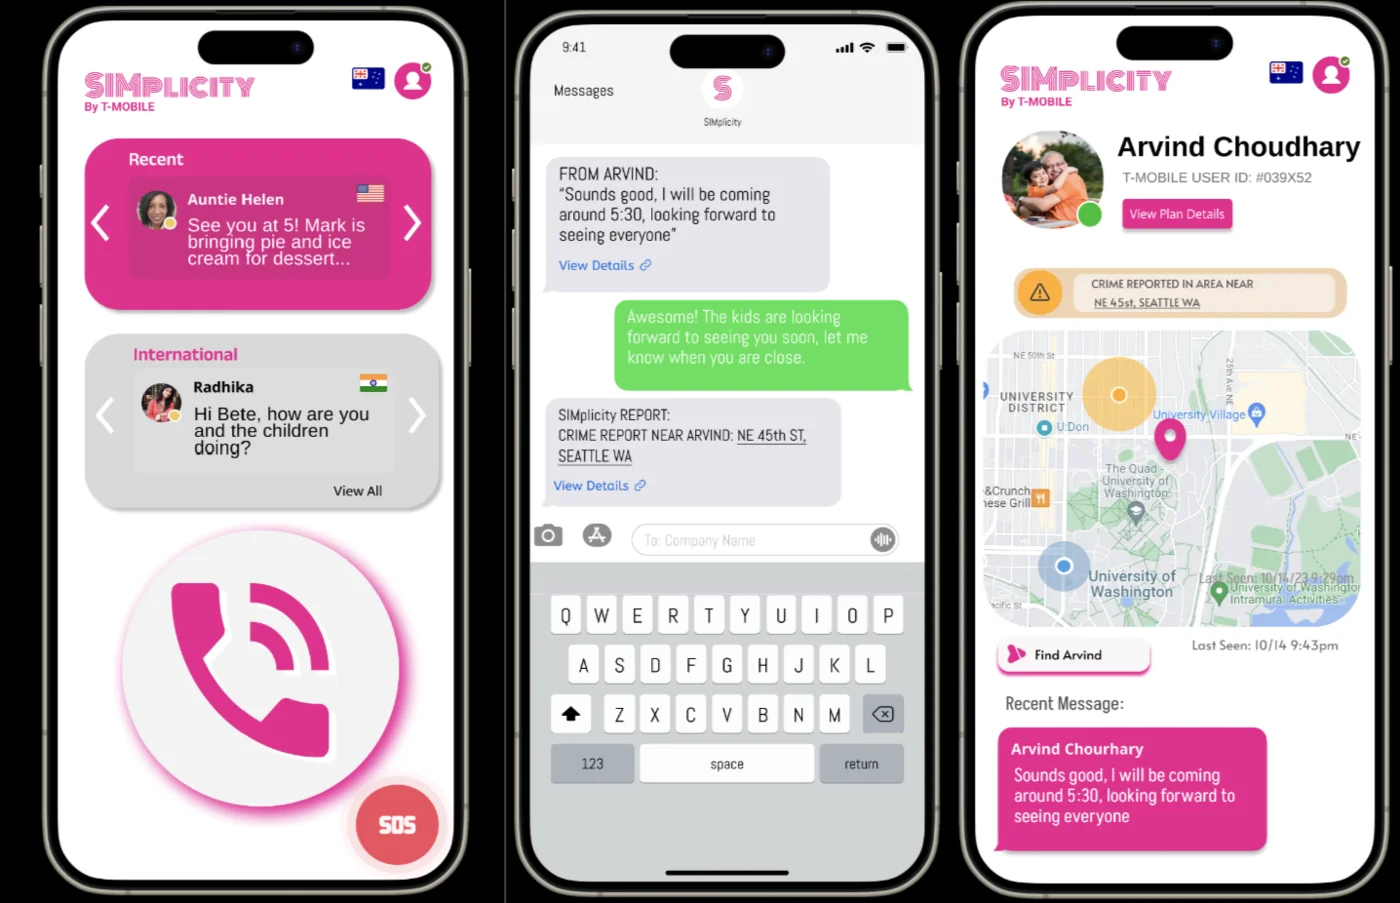 SIMPLICITY
By T-MOBILE
Recent
Auntie Helen
See you at 5! Mark is
bringing pie and ice
cream for dessert...
International
Radhika
Hi Bete, how are you
and the children
doing?
View All
SOS
9:41
Messages
S
SIMplicity
FROM ARVIND:
“Sounds good, I will be coming
around 5:30, looking forward to
seeing everyone”
View Details
Awesome! The kids are looking
forward to seeing you soon, let me
know when you are close.
SIMplicity REPORT:
CRIME REPORT NEAR ARVIND: NE 45th ST,
SEATTLE WA
View Details
To: Company Name
Q W E R T Y U I O P
A S D F G H J K L
Z X C V B N M
123 space return
SIMPLICITY
By T-MOBILE
Arvind Choudhary
T-MOBILE USER ID: #039X52
View Plan Details
CRIME REPORTED IN AREA NEAR
NE 45st, SEATTLE WA
NE 50th St
25th Ave NE
UNIVERSITY
DISTRICT
University Village
U:Don
NE
The Quad -
University of
Washington
&Crunch
nese Grill
University of
Washington
Last Seen: 10/14/23 9:29pm
University of Washington
Intramural Activities
acific St
Find Arvind
Last Seen: 10/14 9:43pm
Recent Message:
Arvind Chourhary
Sounds good, I will be coming
around 5:30, looking forward to
seeing everyone